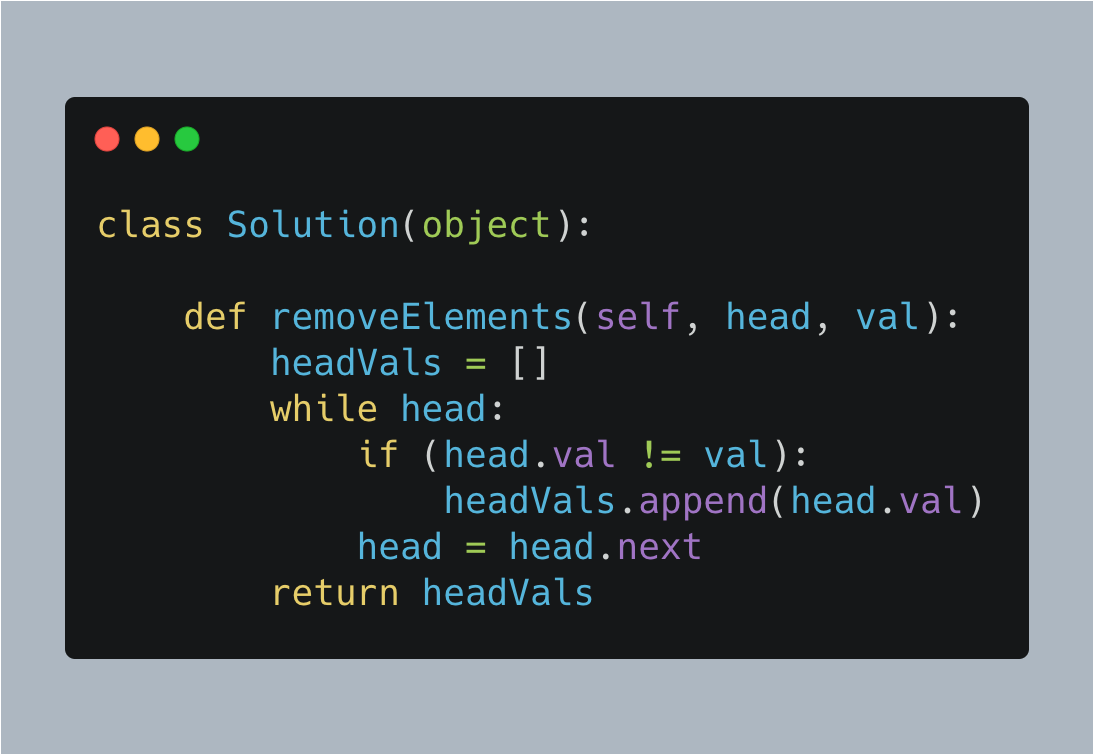 class Solution(object):
    def removeElements(self, head, val):
        headVals = []
        while head:
            if (head.val != val):
                headVals.append(head.val)
            head = head.next
        return headVals